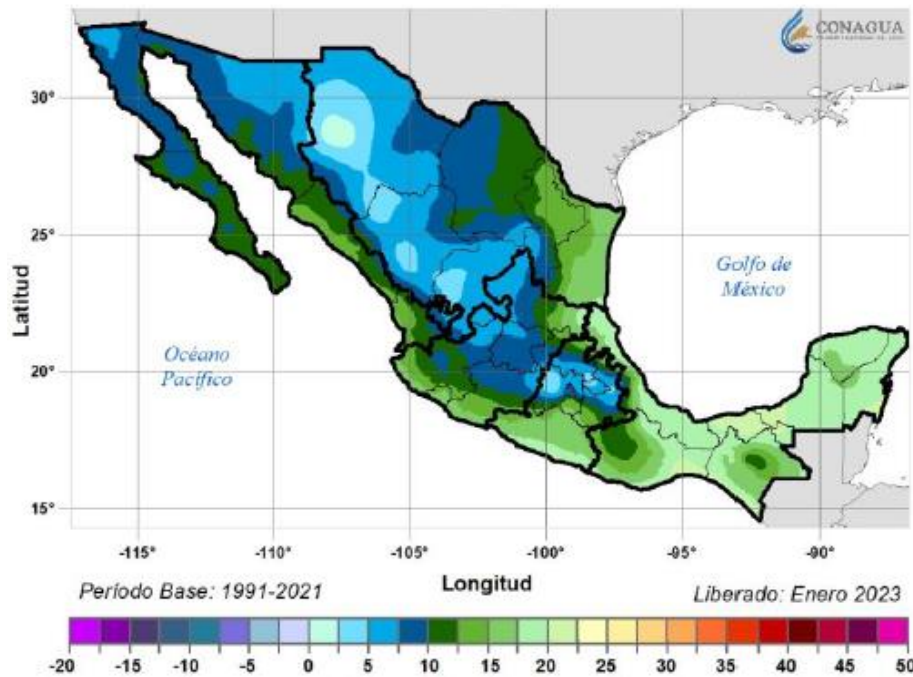 CONAGUA
30°
25°
20°
15°
Latitud
Océano
Pacífico
Golfo de
México
-115°
-110°
-105°
-100°
-95°
-90°
Longitud
Período Base: 1991-2021
Liberado: Enero 2023
-20 -15 -10 -5 0 5 10 15 20 25 30 35 40 45 50